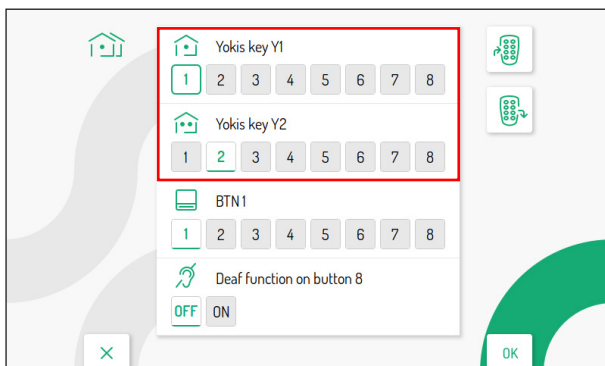 Yokis key Y1
1 2 3 4 5 6 7 8
Yokis key Y2
1 2 3 4 5 6 7 8
BTN 1
1 2 3 4 5 6 7 8
Deaf function on button 8
OFF ON
OK